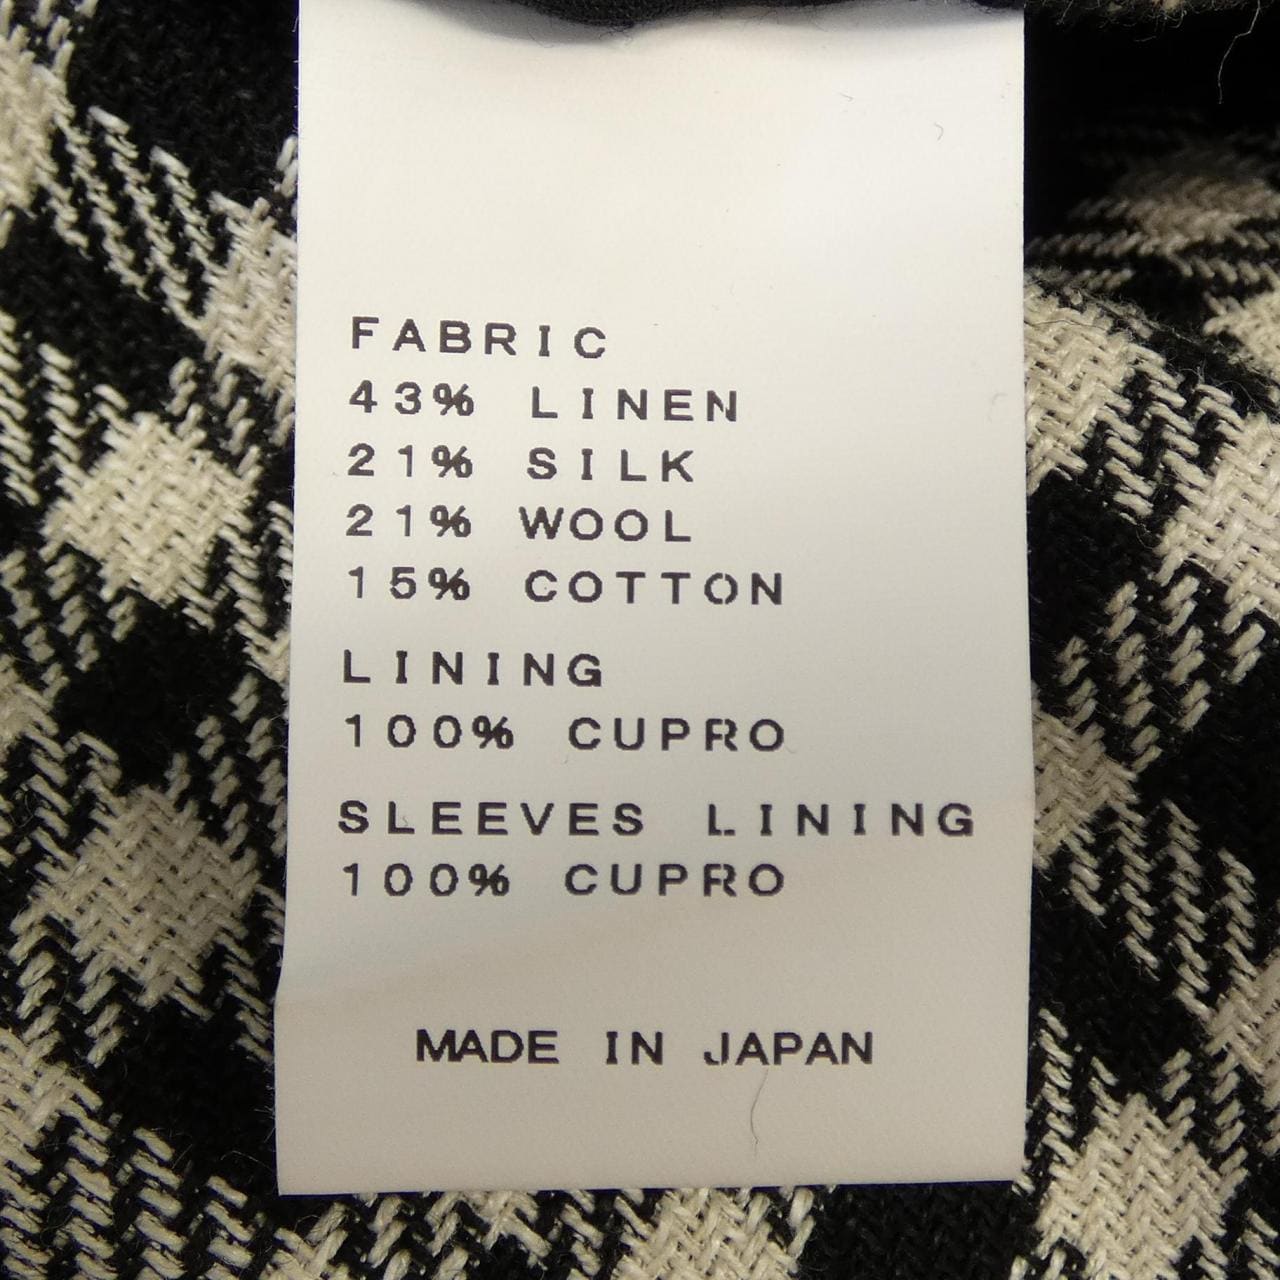 FABRIC
43% LINEN
21% SILK
21% WOOL
15% COTTON
LINING
100% CUPRO
SLEEVES LINING
100% CUPRO
MADE IN JAPAN